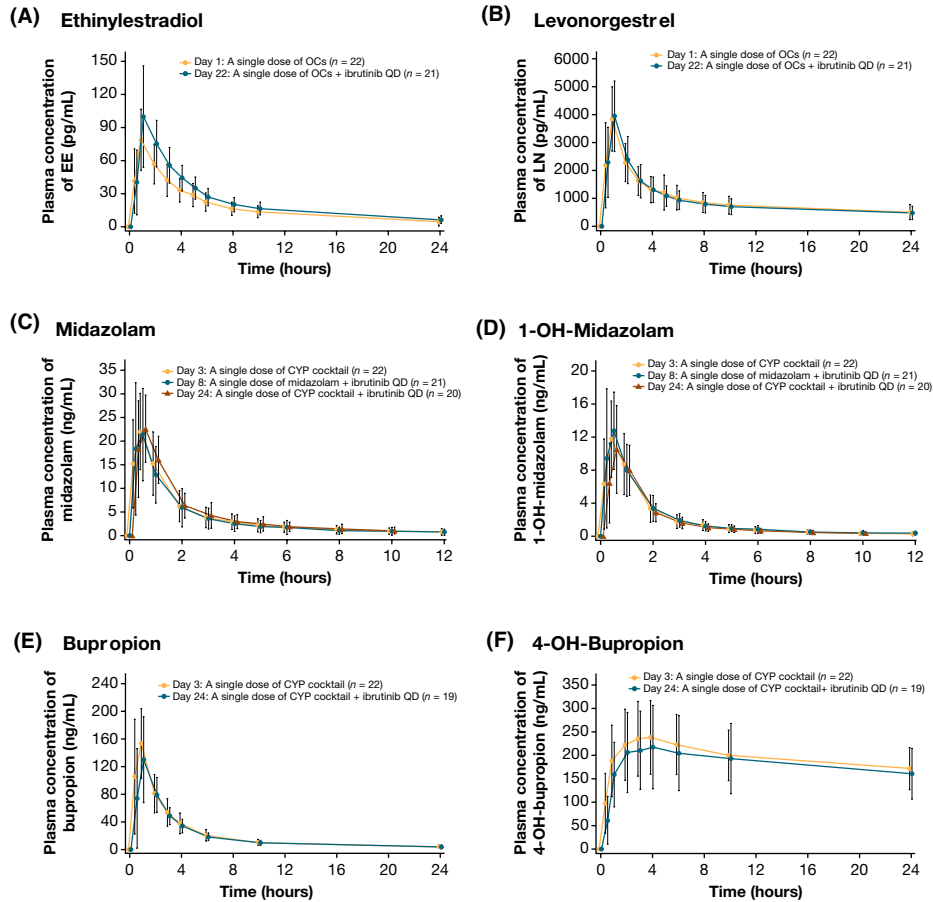 (A) Ethinylestradiol
Plasma concentration
of EE (pg/mL)
Day 1: A single dose of OCs (n = 22)
Day 22: A single dose of OCs + ibrutinib QD (n = 21)
150
120
90
60
30
0
0 4 8 12 16 20 24
Time (hours)
(B) Levonorgestrel
Plasma concentration
of LN (pg/mL)
Day 1: A single dose of OCs (n = 22)
Day 22: A single dose of OCs + ibrutinib QD (n = 21)
6000
5000
4000
3000
2000
1000
0
0 4 8 12 16 20 24
Time (hours)
(C) Midazolam
Plasma concentration of
midazolam (ng/mL)
Day 3: A single dose of CYP cocktail (n = 22)
Day 8: A single dose of midazolam + ibrutinib QD (n = 21)
Day 24: A single dose of CYP cocktail + ibrutinib QD (n = 20)
35
30
25
20
15
10
5
0
0 2 4 6 8 10 12
Time (hours)
(D) 1-OH-Midazolam
Plasma concentration of
1-OH-midazolam (ng/mL)
Day 3: A single dose of CYP cocktail (n = 22)
Day 8: A single dose of midazolam + ibrutinib QD (n = 21)
Day 24: A single dose of CYP cocktail + ibrutinib QD (n = 20)
20
16
12
8
4
0
0 2 4 6 8 10 12
Time (hours)
(E) Bupropion
Plasma concentration of
bupropion (ng/mL)
Day 3: A single dose of CYP cocktail (n = 22)
Day 24: A single dose of CYP cocktail + ibrutinib QD (n = 19)
240
200
160
120
80
40
0
0 4 8 12 16 20 24
Time (hours)
(F) 4-OH-Bupropion
Plasma concentration of
4-OH-bupropion (ng/mL)
Day 3: A single dose of CYP cocktail (n = 22)
Day 24: A single dose of CYP cocktail+ ibrutinib QD (n = 19)
350
300
250
200
150
100
50
0
0 4 8 12 16 20 24
Time (hours)